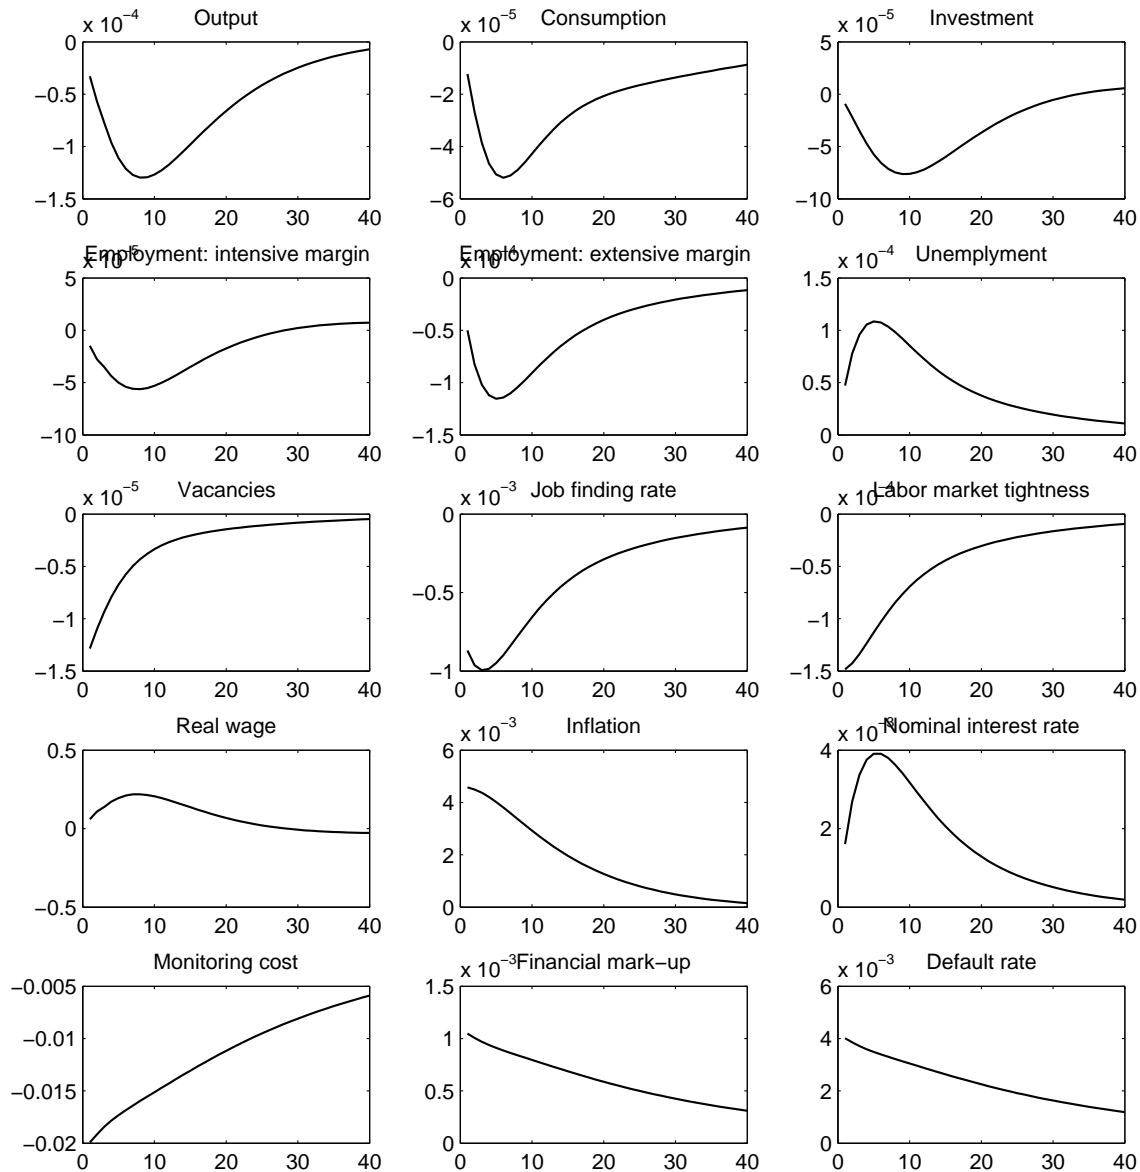 Output
Consumption
Investment
x 10−4
x 10−5
x 10−5
0
−0.5
−1
−1.5
0 10 20 30 40
0
−2
−4
−6
0 10 20 30 40
5
0
−5
−10
0 10 20 30 40
Employment: intensive margin
Employment: extensive margin
Unemplyment
x 10−5
x 10−4
x 10−4
5
0
−5
−10
0 10 20 30 40
0
−0.5
−1
−1.5
0 10 20 30 40
1.5
1
0.5
0
0 10 20 30 40
Vacancies
Job finding rate
Labor market tightness
x 10−5
x 10−3
x 10−4
0
−0.5
−1
−1.5
0 10 20 30 40
0
−0.5
−1
0 10 20 30 40
0
−0.5
−1
−1.5
0 10 20 30 40
Real wage
Inflation
Nominal interest rate
x 10−3
x 10−3
0.5
0
−0.5
0 10 20 30 40
6
4
2
0
0 10 20 30 40
4
2
0
0 10 20 30 40
Monitoring cost
Financial mark−up
Default rate
x 10−3
x 10−3
−0.005
−0.01
−0.015
−0.02
0 10 20 30 40
1.5
1
0.5
0
0 10 20 30 40
6
4
2
0
0 10 20 30 40